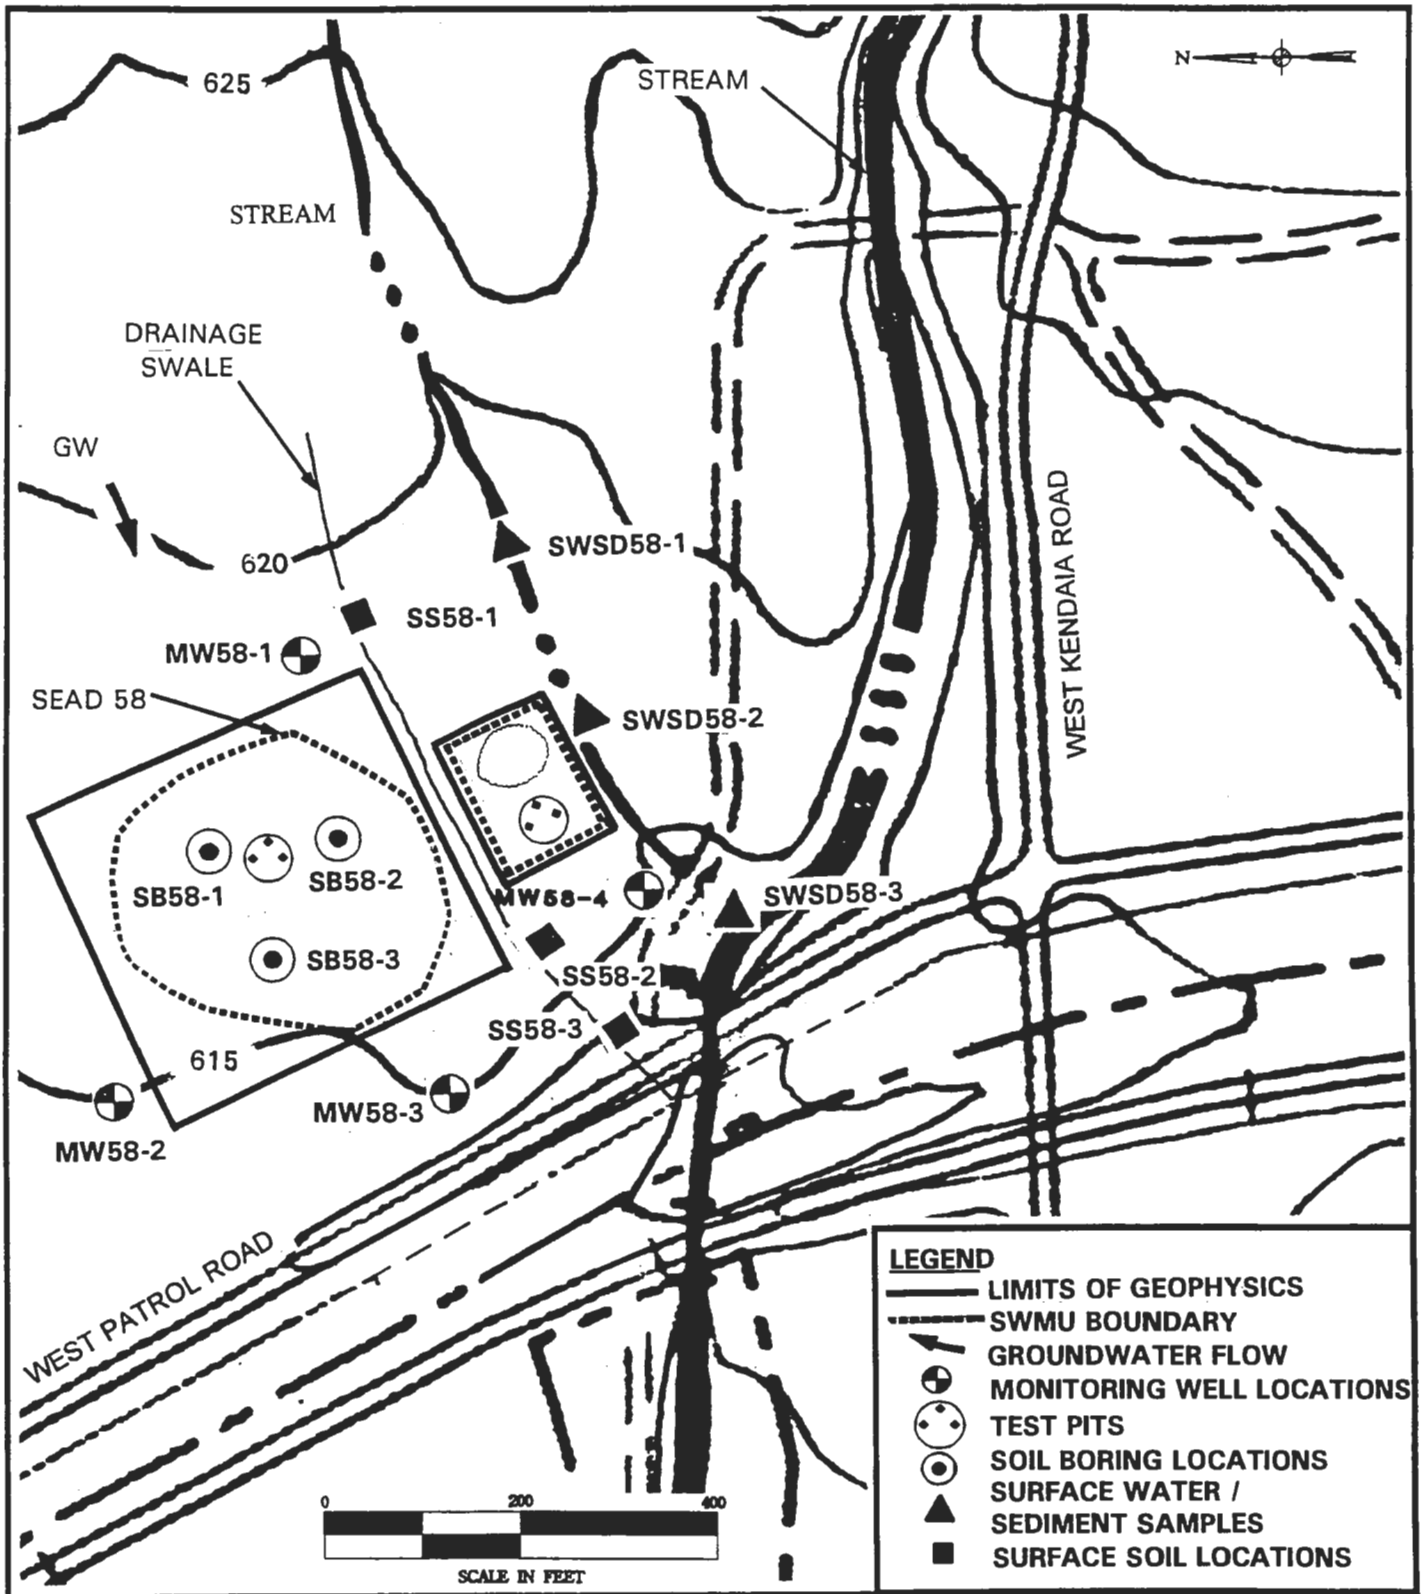 625
STREAM
N
STREAM
DRAINAGE
SWALE
GW
620
SWSD58-1
WEST KENDAIA ROAD
SS58-1
MW58-1
SEAD 58
SWSD58-2
SB58-1
SB58-2
MW58-4
SWSD58-3
SB58-3
SS58-2
SS58-3
615
MW58-3
MW58-2
WEST PATROL ROAD
LEGEND
LIMITS OF GEOPHYSICS
SWMU BOUNDARY
GROUNDWATER FLOW
MONITORING WELL LOCATIONS
TEST PITS
SOIL BORING LOCATIONS
SURFACE WATER /
SEDIMENT SAMPLES
SURFACE SOIL LOCATIONS
0 200 400
SCALE IN FEET